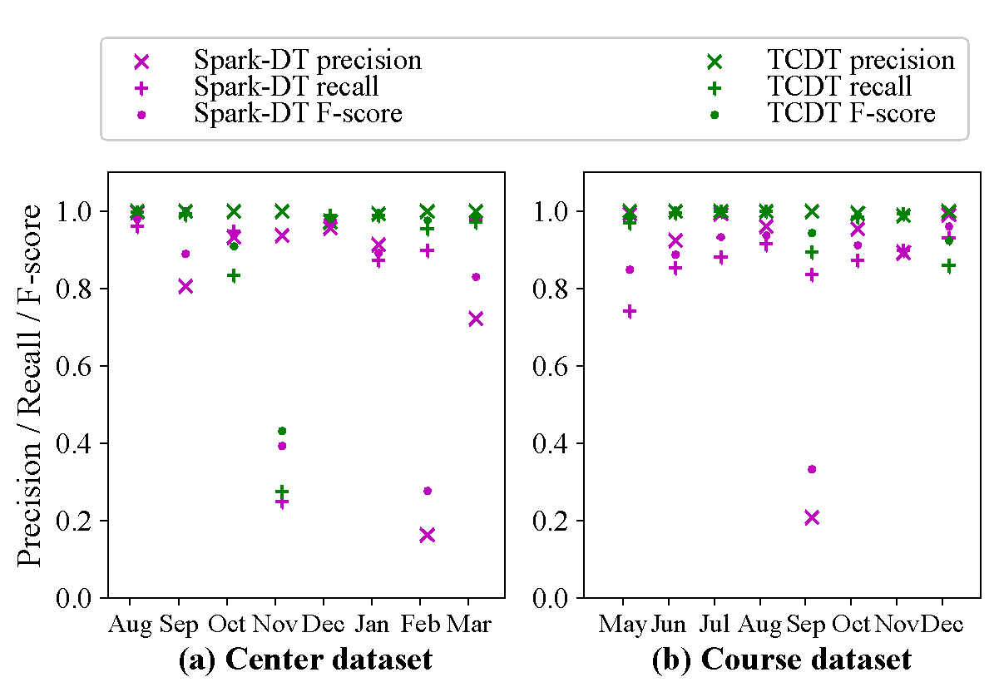 Spark-DT precision
Spark-DT recall
Spark-DT F-score
TCDT precision
TCDT recall
TCDT F-score
Precision / Recall / F-score
1.0
0.8
0.6
0.4
0.2
0.0
Aug Sep Oct Nov Dec Jan Feb Mar
(a) Center dataset
1.0
0.8
0.6
0.4
0.2
0.0
May Jun Jul Aug Sep Oct Nov Dec
(b) Course dataset